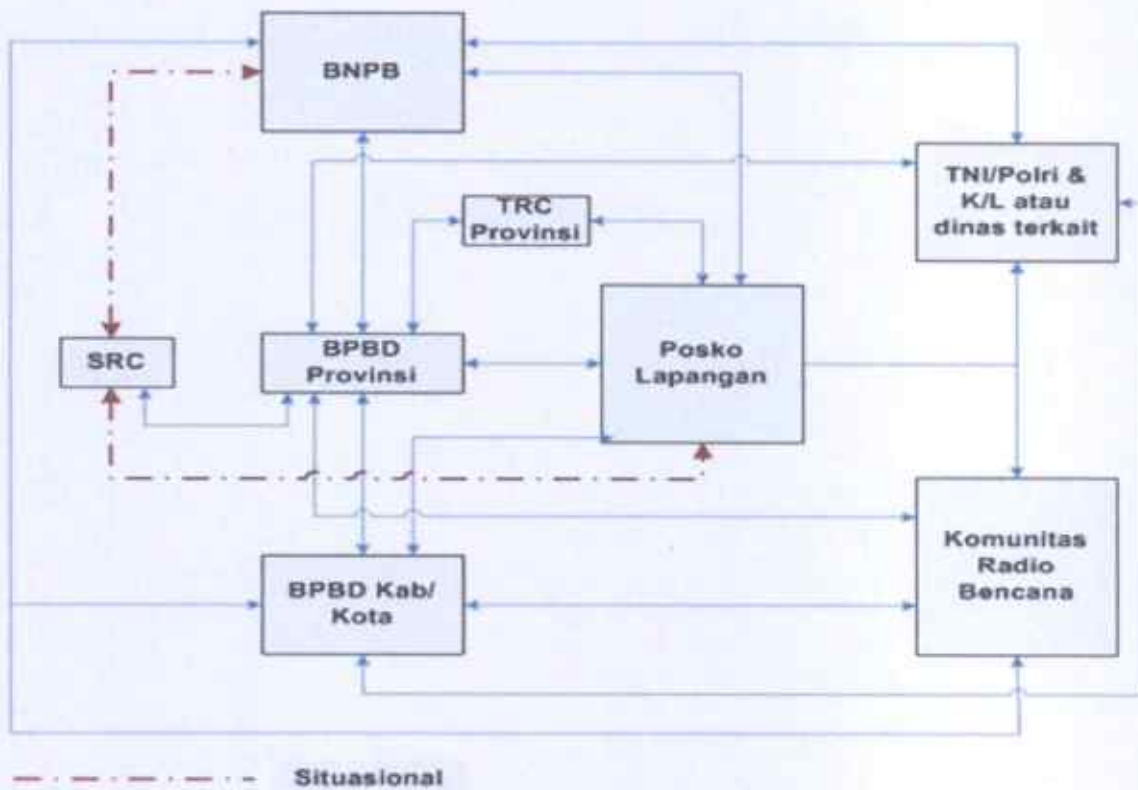 BNPB
TNI/Polri &
K/L atau
dinas terkait
TRC
Provinsi
SRC
BPBD
Provinsi
Posko
Lapangan
BPBD Kab/
Kota
Komunitas
Radio
Bencana
Situasional